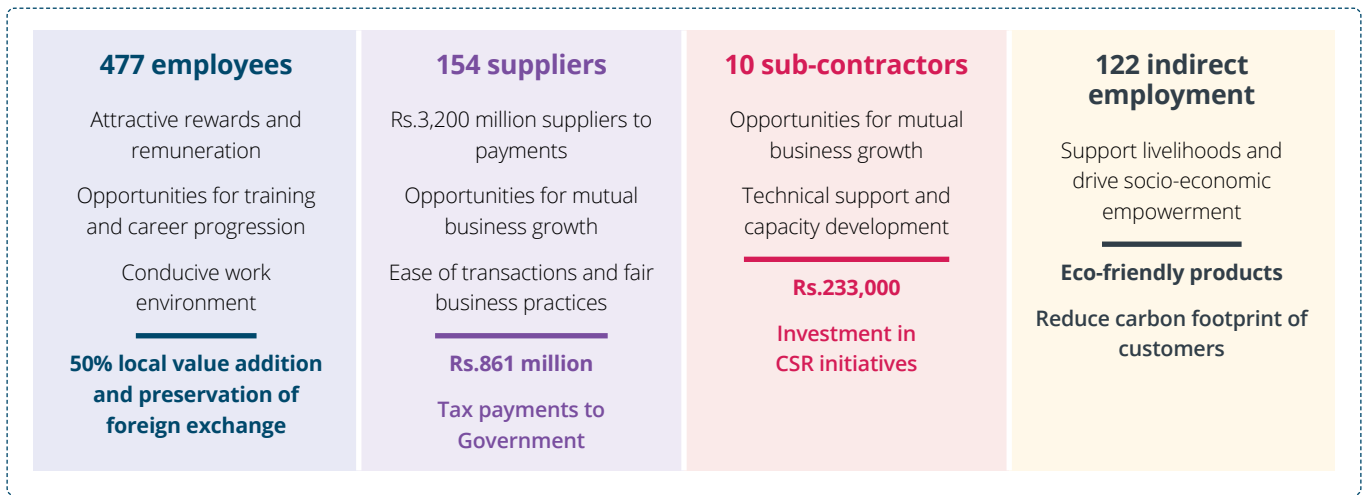 477 employees
Attractive rewards and
remuneration
Opportunities for training
and career progression
Conducive work
environment
50% local value addition
and preservation of
foreign exchange
154 suppliers
Rs.3,200 million suppliers to
payments
Opportunities for mutual
business growth
Ease of transactions and fair
business practices
Rs.861 million
Tax payments to
Government
10 sub-contractors
Opportunities for mutual
business growth
Technical support and
capacity development
Rs.233,000
Investment in
CSR initiatives
122 indirect
employment
Support livelihoods and
drive socio-economic
empowerment
Eco-friendly products
Reduce carbon footprint of
customers